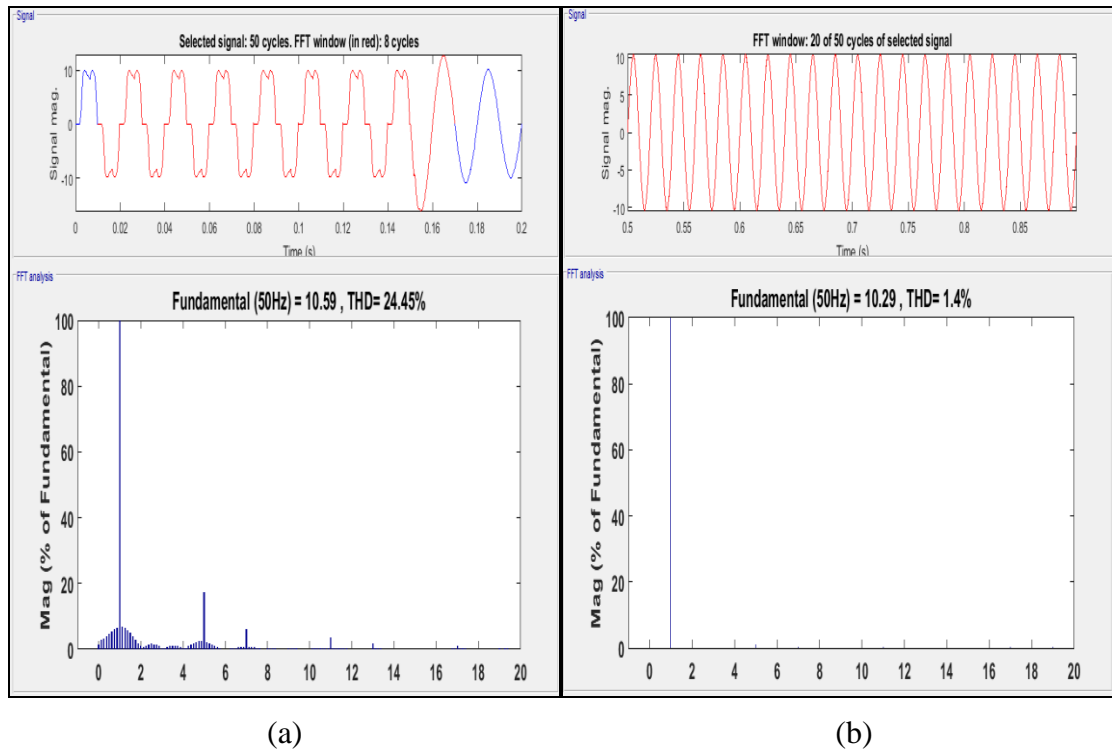 Signal
Selected signal: 50 cycles. FFT window (in red): 8 cycles
10
0
-10
Signal mag.
0 0.02 0.04 0.06 0.08 0.1 0.12 0.14 0.16 0.18 0.2
Time (s)
FFT analysis
Fundamental (50Hz) = 10.59 , THD= 24.45%
100
80
60
40
20
0
Mag (% of Fundamental)
0 2 4 6 8 10 12 14 16 18 20
(a)
Signal
FFT window: 20 of 50 cycles of selected signal
10
5
0
-5
-10
Signal mag.
0.5 0.55 0.6 0.65 0.7 0.75 0.8 0.85
Time (s)
FFT analysis
Fundamental (50Hz) = 10.29 , THD= 1.4%
100
80
60
40
20
0
Mag (% of Fundamental)
0 2 4 6 8 10 12 14 16 18 20
(b)